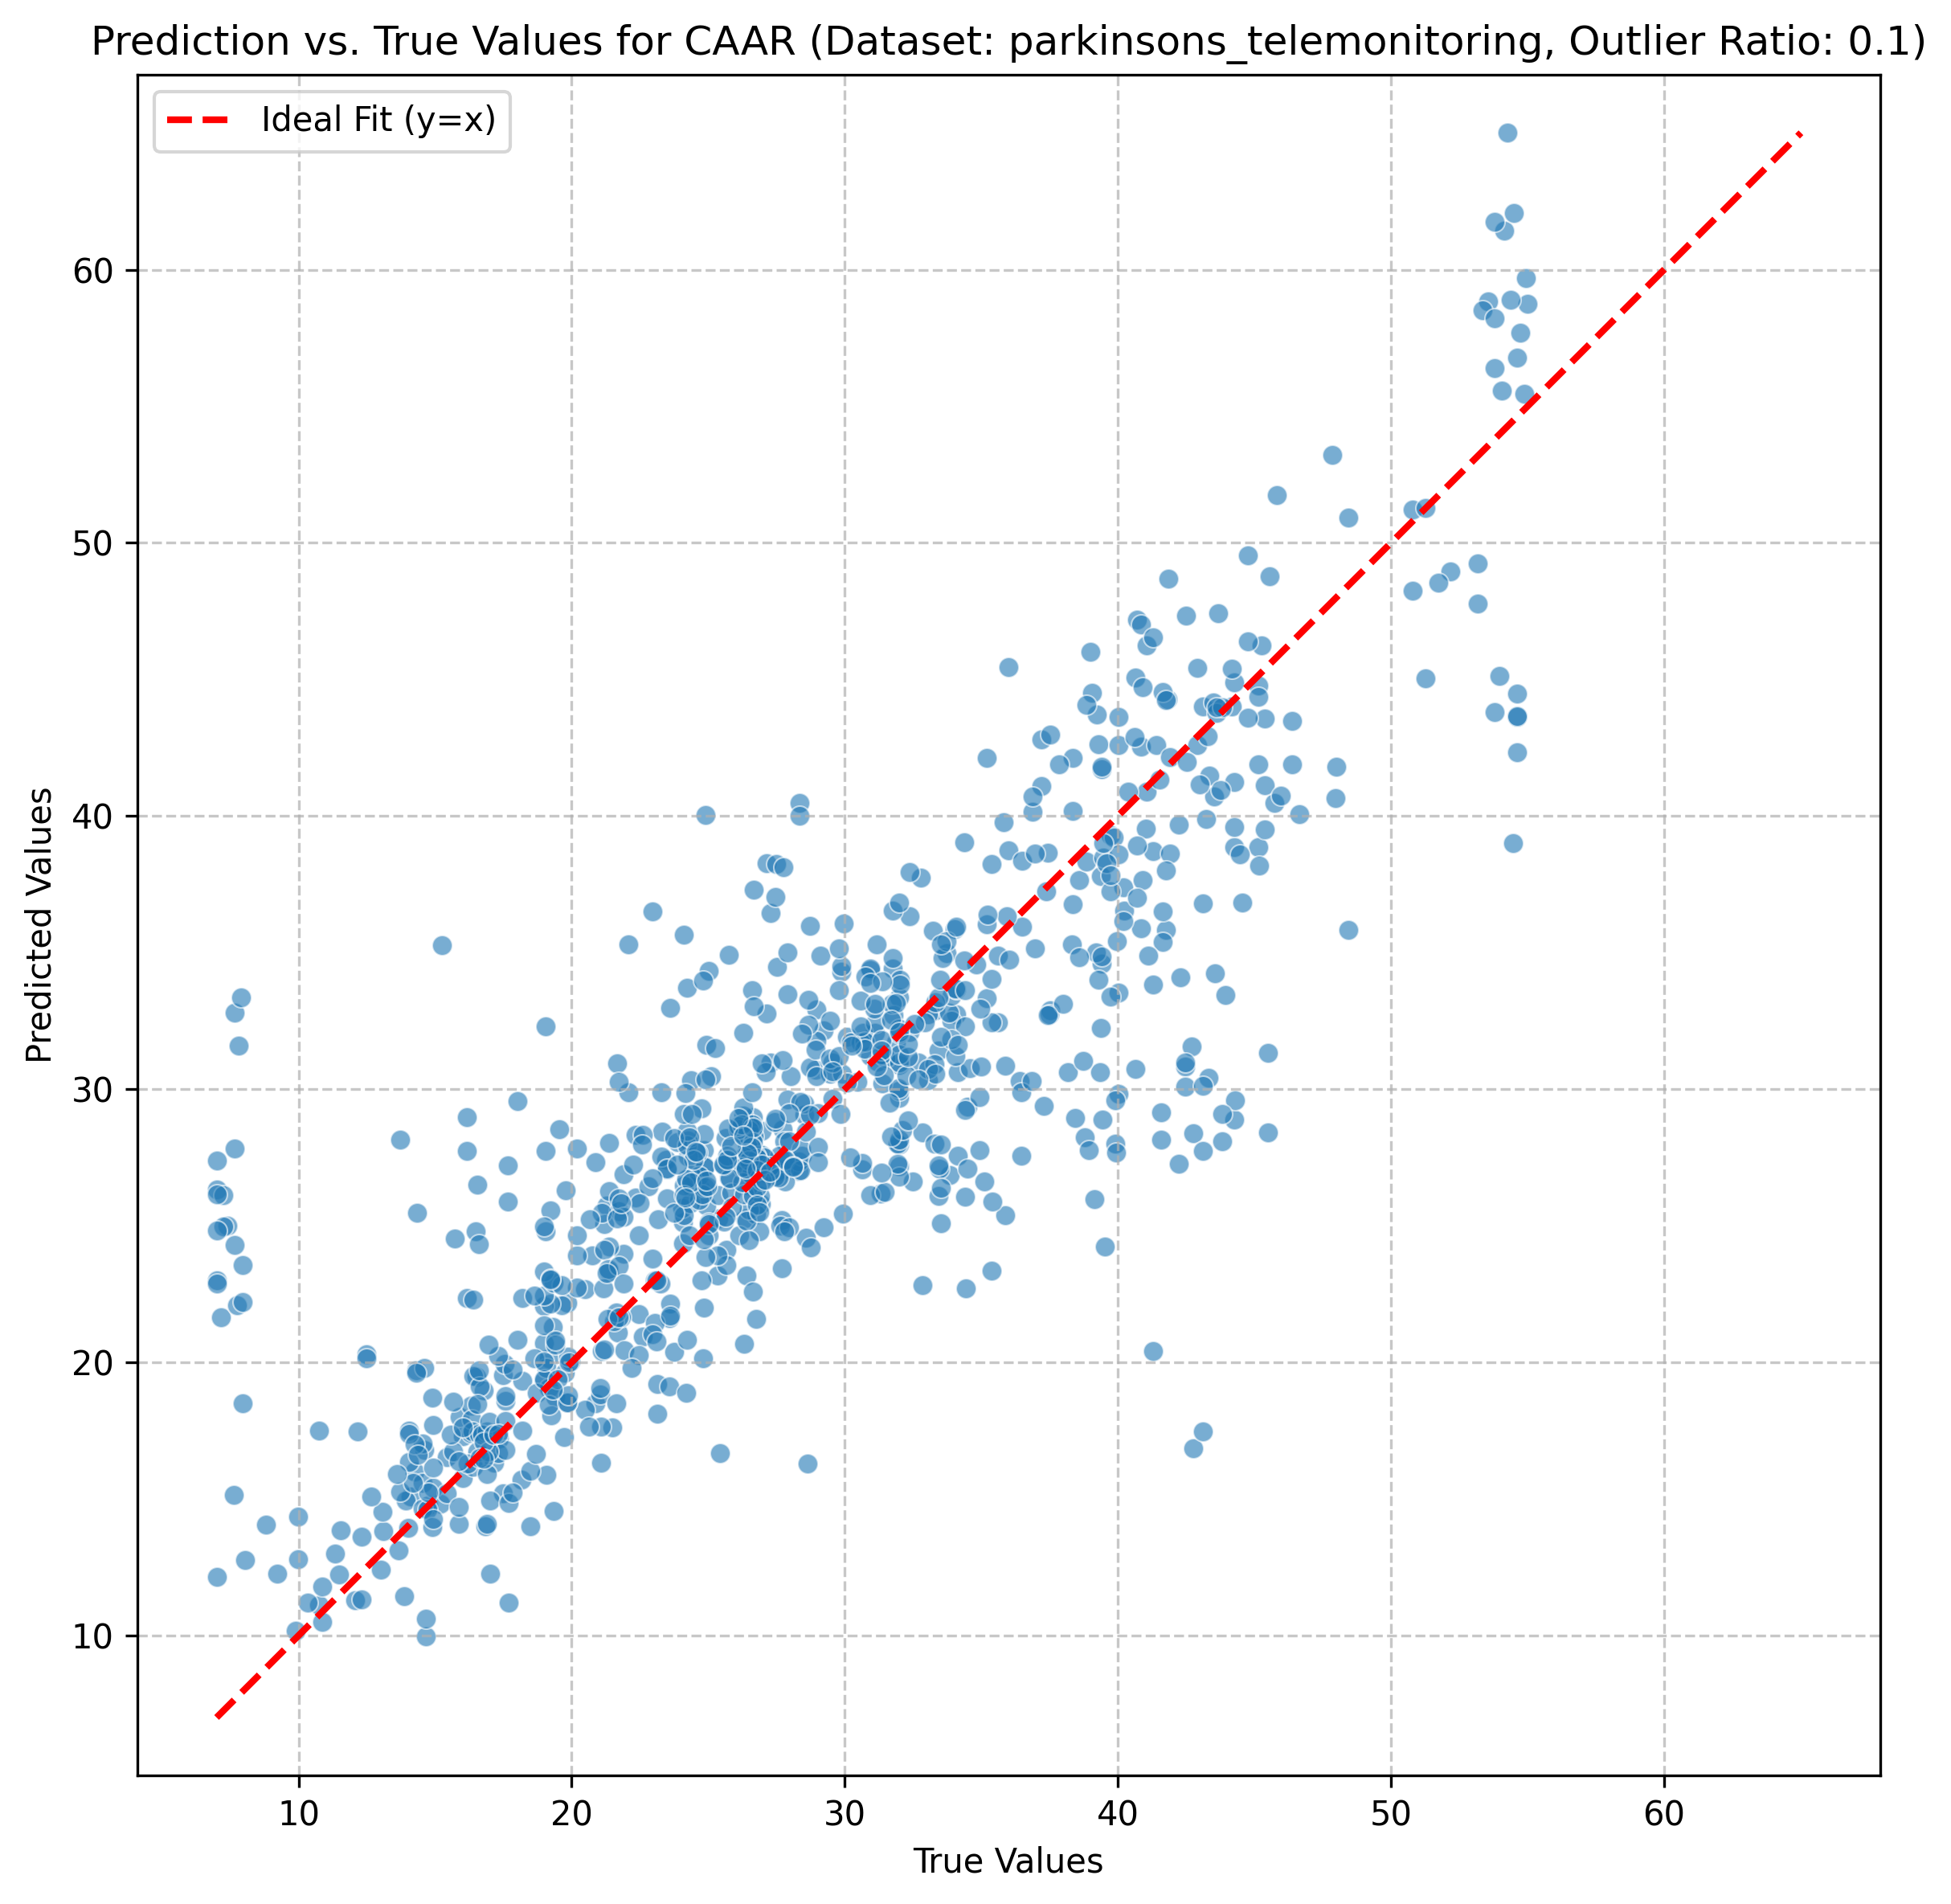 Prediction vs. True Values for CAAR (Dataset: parkinsons_telemonitoring, Outlier Ratio: 0.1)
Ideal Fit (y=x)
Predicted Values
60
50
40
30
20
10
10 20 30 40 50 60
True Values